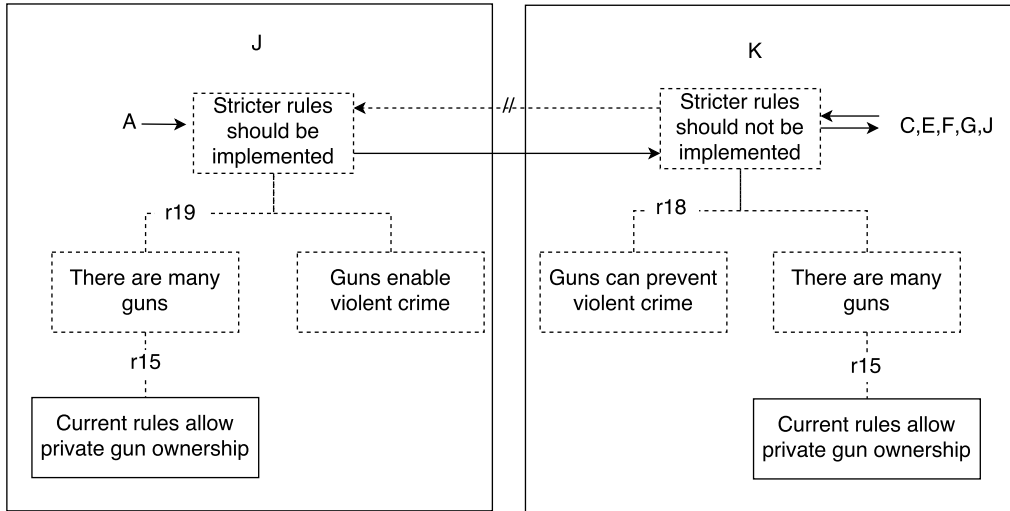 J
K
Stricter rules
should be
implemented
A
//
Stricter rules
should not be
implemented
C,E,F,G,J
r19
r18
There are many
guns
Guns enable
violent crime
Guns can prevent
violent crime
There are many
guns
r15
r15
Current rules allow
private gun ownership
Current rules allow
private gun ownership